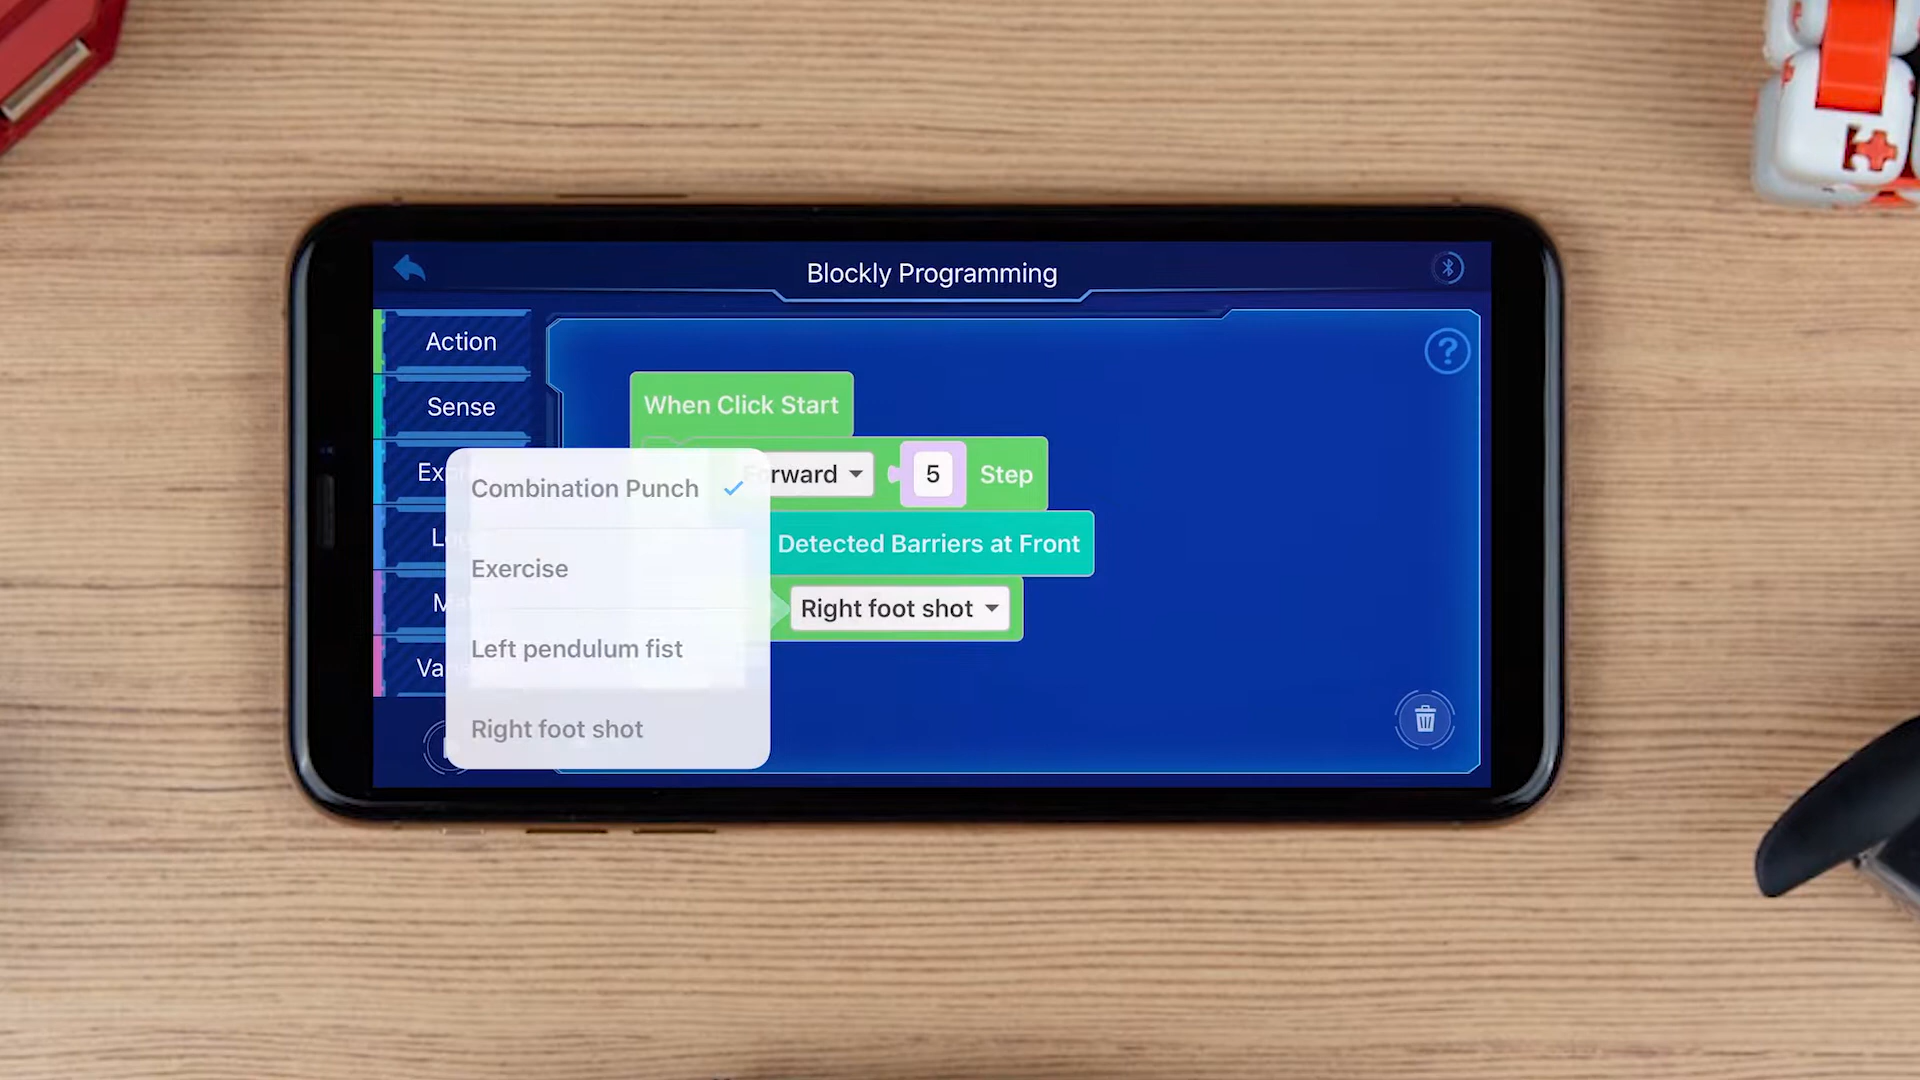 Blockly Programming
Action
Sense
When Click Start
Forward 5 Step
Detected Barriers at Front
Right foot shot
Combination Punch
Exercise
Left pendulum fist
Right foot shot